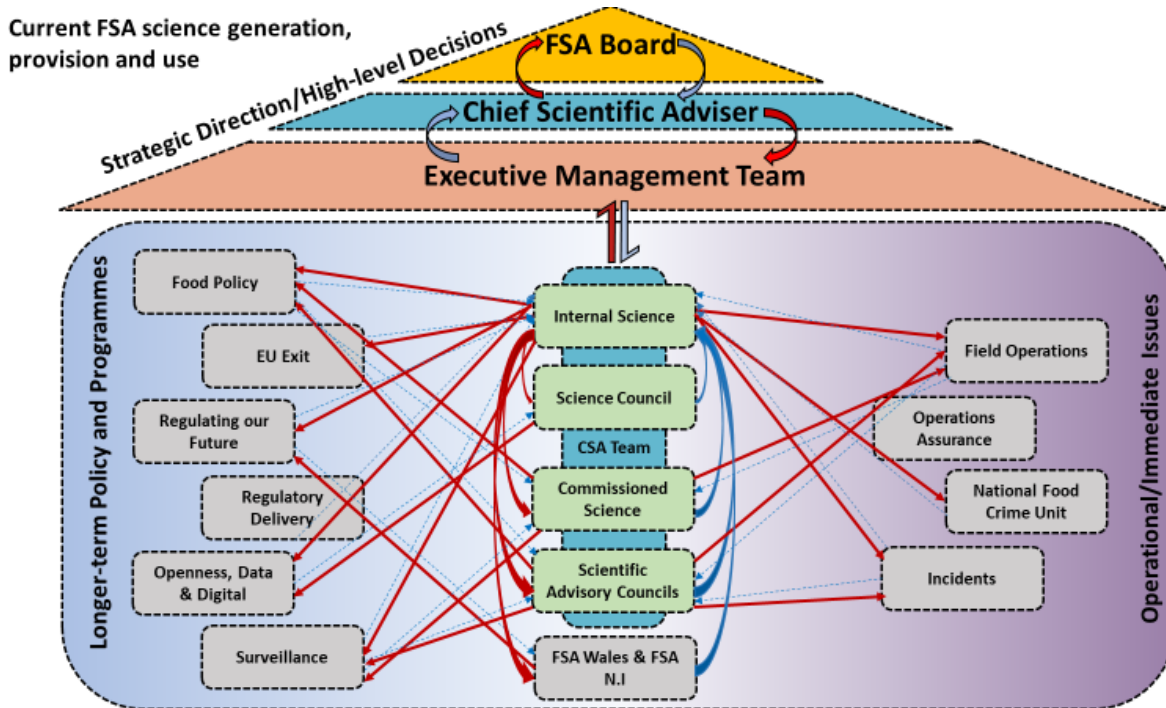 Current FSA science generation,
provision and use
Strategic Direction/High-level Decisions
FSA Board
Chief Scientific Adviser
Executive Management Team
Longer-term Policy and Programmes
Food Policy
EU Exit
Regulating our
Future
Regulatory
Delivery
Openness, Data
& Digital
Surveillance
Internal Science
Science Council
CSA Team
Commissioned
Science
Scientific
Advisory Councils
FSA Wales & FSA
N.I
Field Operations
Operations
Assurance
National Food
Crime Unit
Incidents
Operational/Immediate Issues